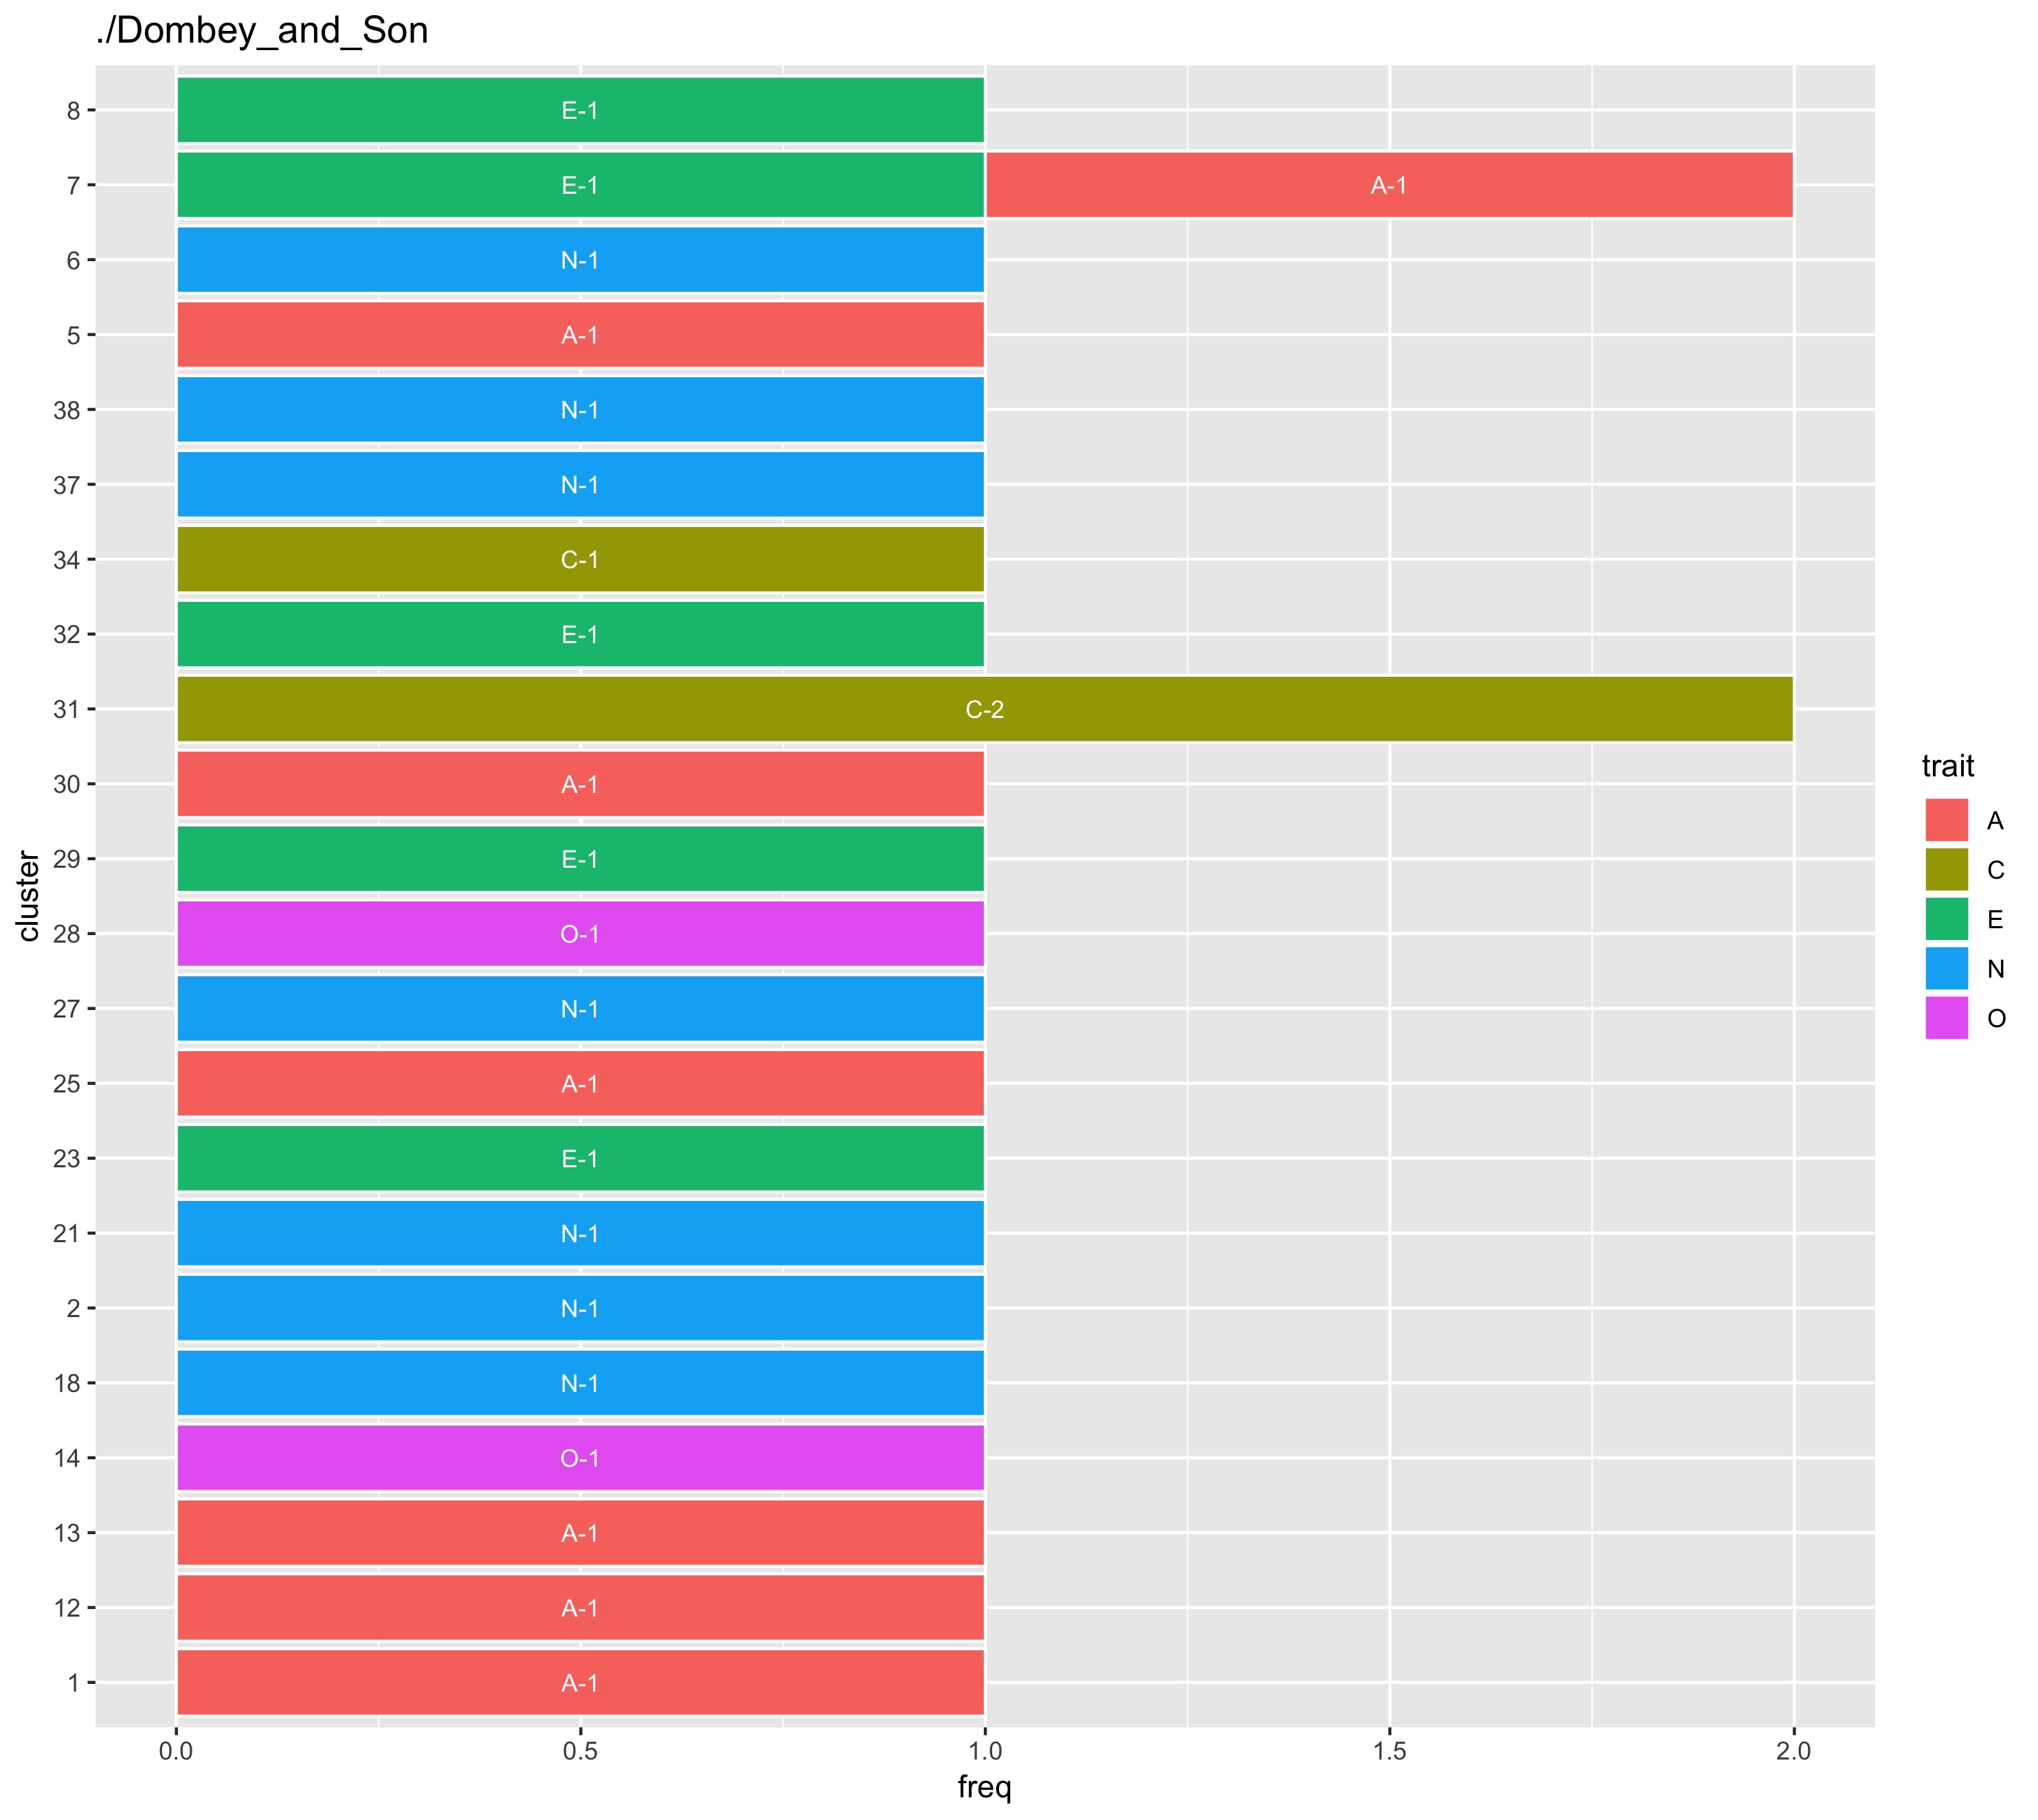 ./Dombey_and_Son
8 E-1
7 E-1 A-1
6 N-1
5 A-1
38 N-1
37 N-1
34 C-1
32 E-1
31 C-2
30 A-1
29 E-1
28 O-1
27 N-1
25 A-1
23 E-1
21 N-1
2 N-1
18 N-1
14 O-1
13 A-1
12 A-1
1 A-1
0.0 0.5 1.0 1.5 2.0
freq
cluster
trait
A
C
E
N
O